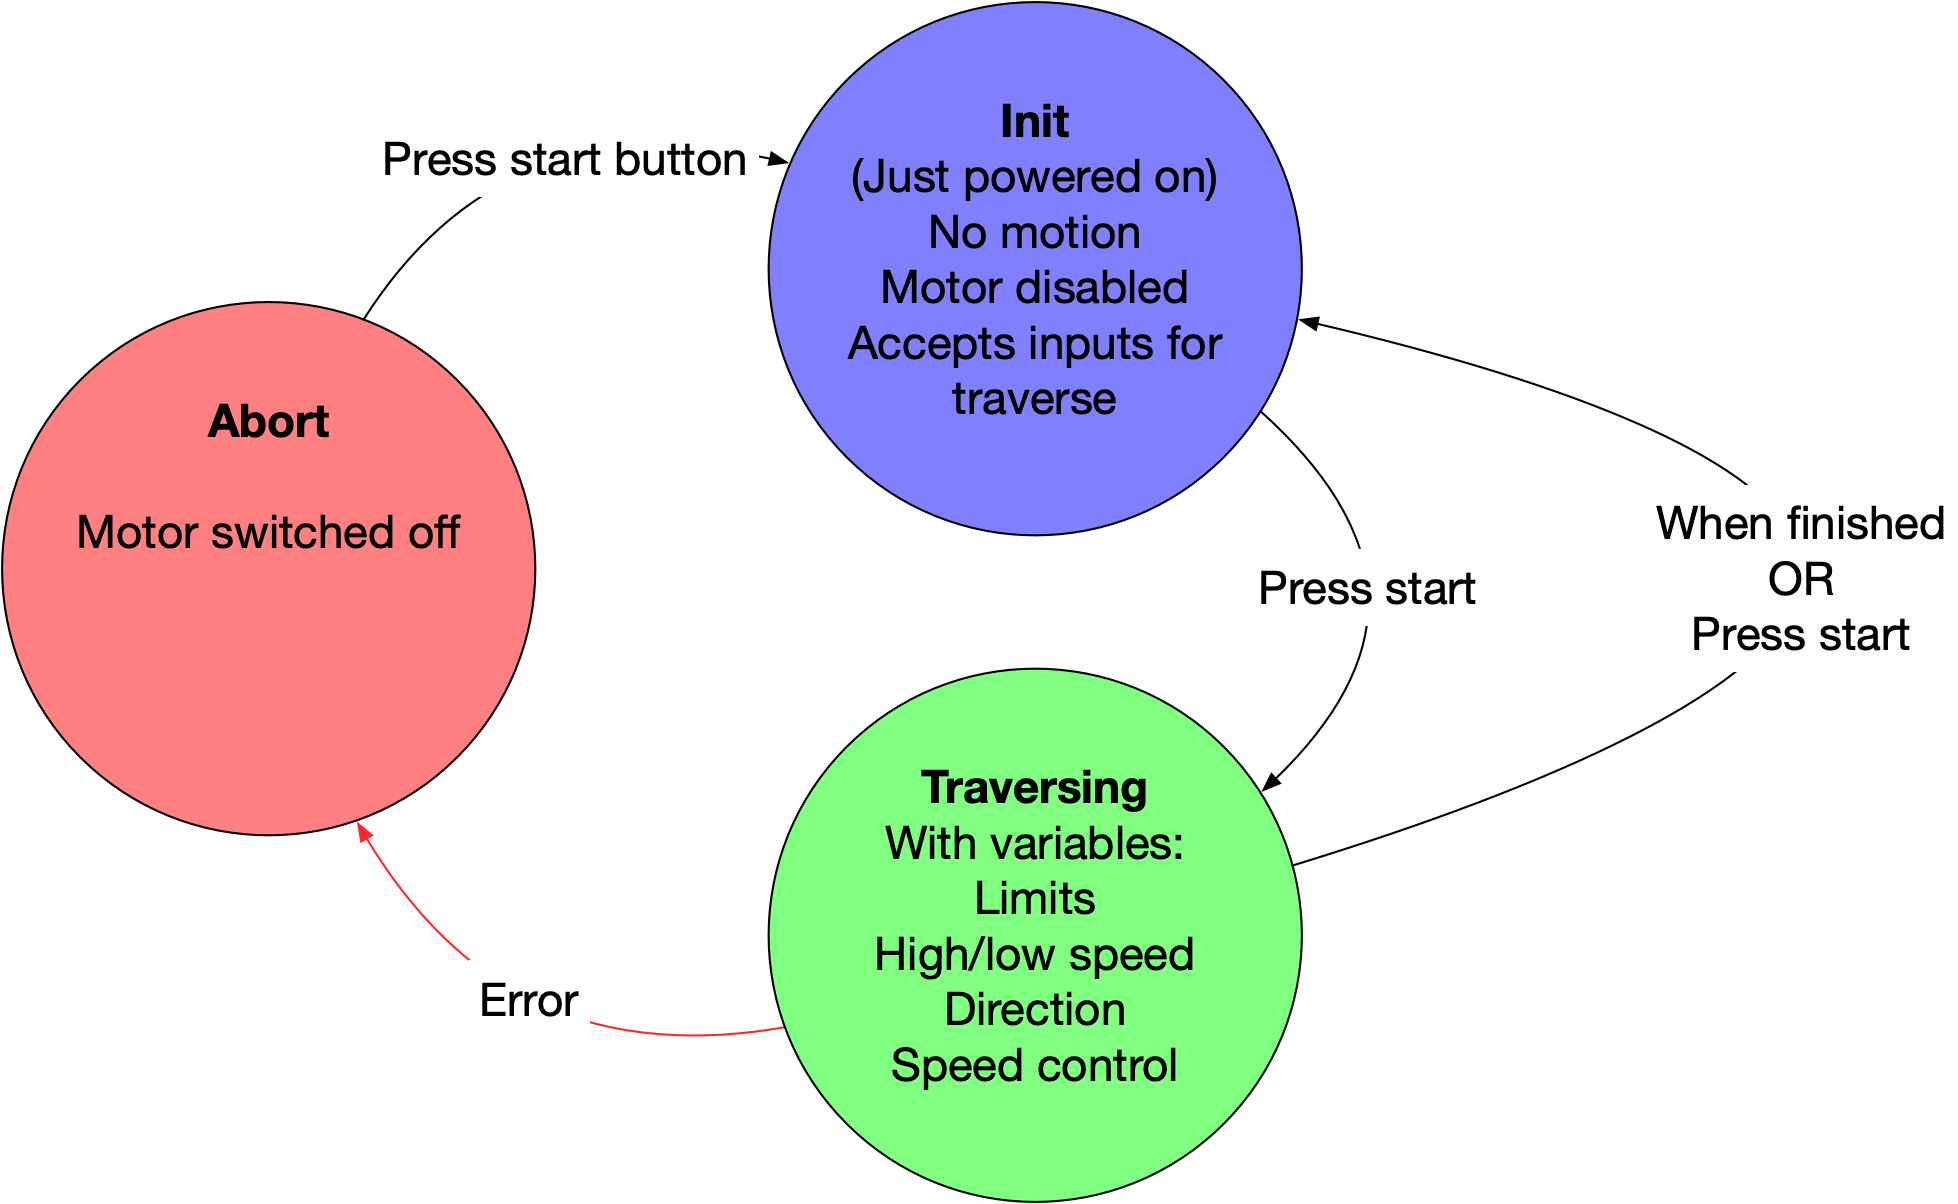 Press start button
Init
(Just powered on)
No motion
Motor disabled
Accepts inputs for
traverse
Abort
Motor switched off
When finished
OR
Press start
Press start
Traversing
With variables:
Limits
High/low speed
Direction
Speed control
Error